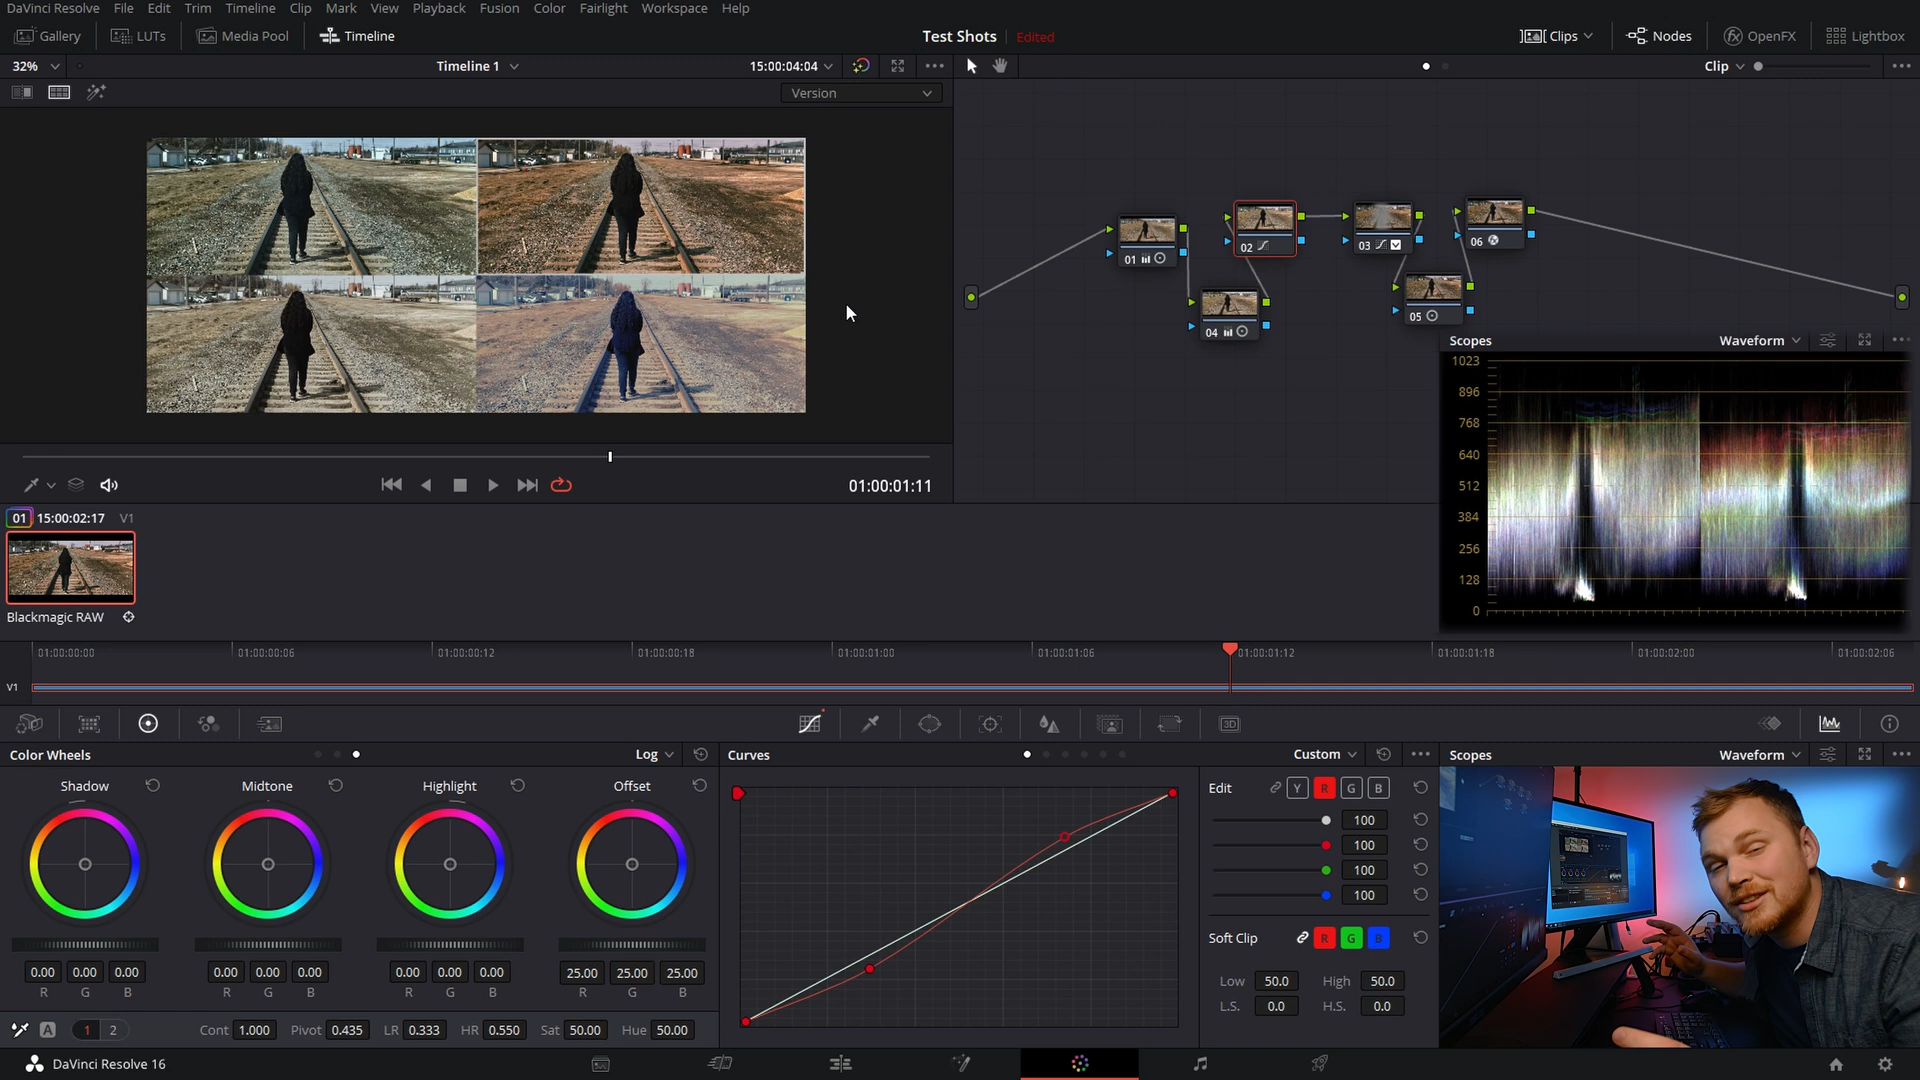 DaVinci Resolve File Edit Trim Timeline Clip Mark View Playback Fusion Color Fairlight Workspace Help
Gallery LUTs Media Pool Timeline Test Shots Edited Clips Nodes OpenFX Lightbox
32% Timeline 1 15:00:04:04 Clip
Version
01
02
03
04
05
06
Scopes Waveform
1023
896
768
640
512
384
256
128
0
01:00:01:11
01 15:00:02:17 V1
Blackmagic RAW
01:00:00:00 01:00:00:06 01:00:00:12 01:00:00:18 01:00:01:00 01:00:01:06 01:00:01:12 01:00:01:18 01:00:02:00 01:00:02:06
V1
3D
Color Wheels Log Curves Custom Scopes Waveform
Shadow Midtone Highlight Offset
Edit Y R G B
100
100
100
100
Soft Clip R G B
Low 50.0 High 50.0
L.S. 0.0 H.S. 0.0
0.00 0.00 0.00 0.00 0.00 0.00 0.00 0.00 0.00 25.00 25.00 25.00
R G B R G B R G B R G B
A 1 2 Cont 1.000 Pivot 0.435 LR 0.333 HR 0.550 Sat 50.00 Hue 50.00
DaVinci Resolve 16